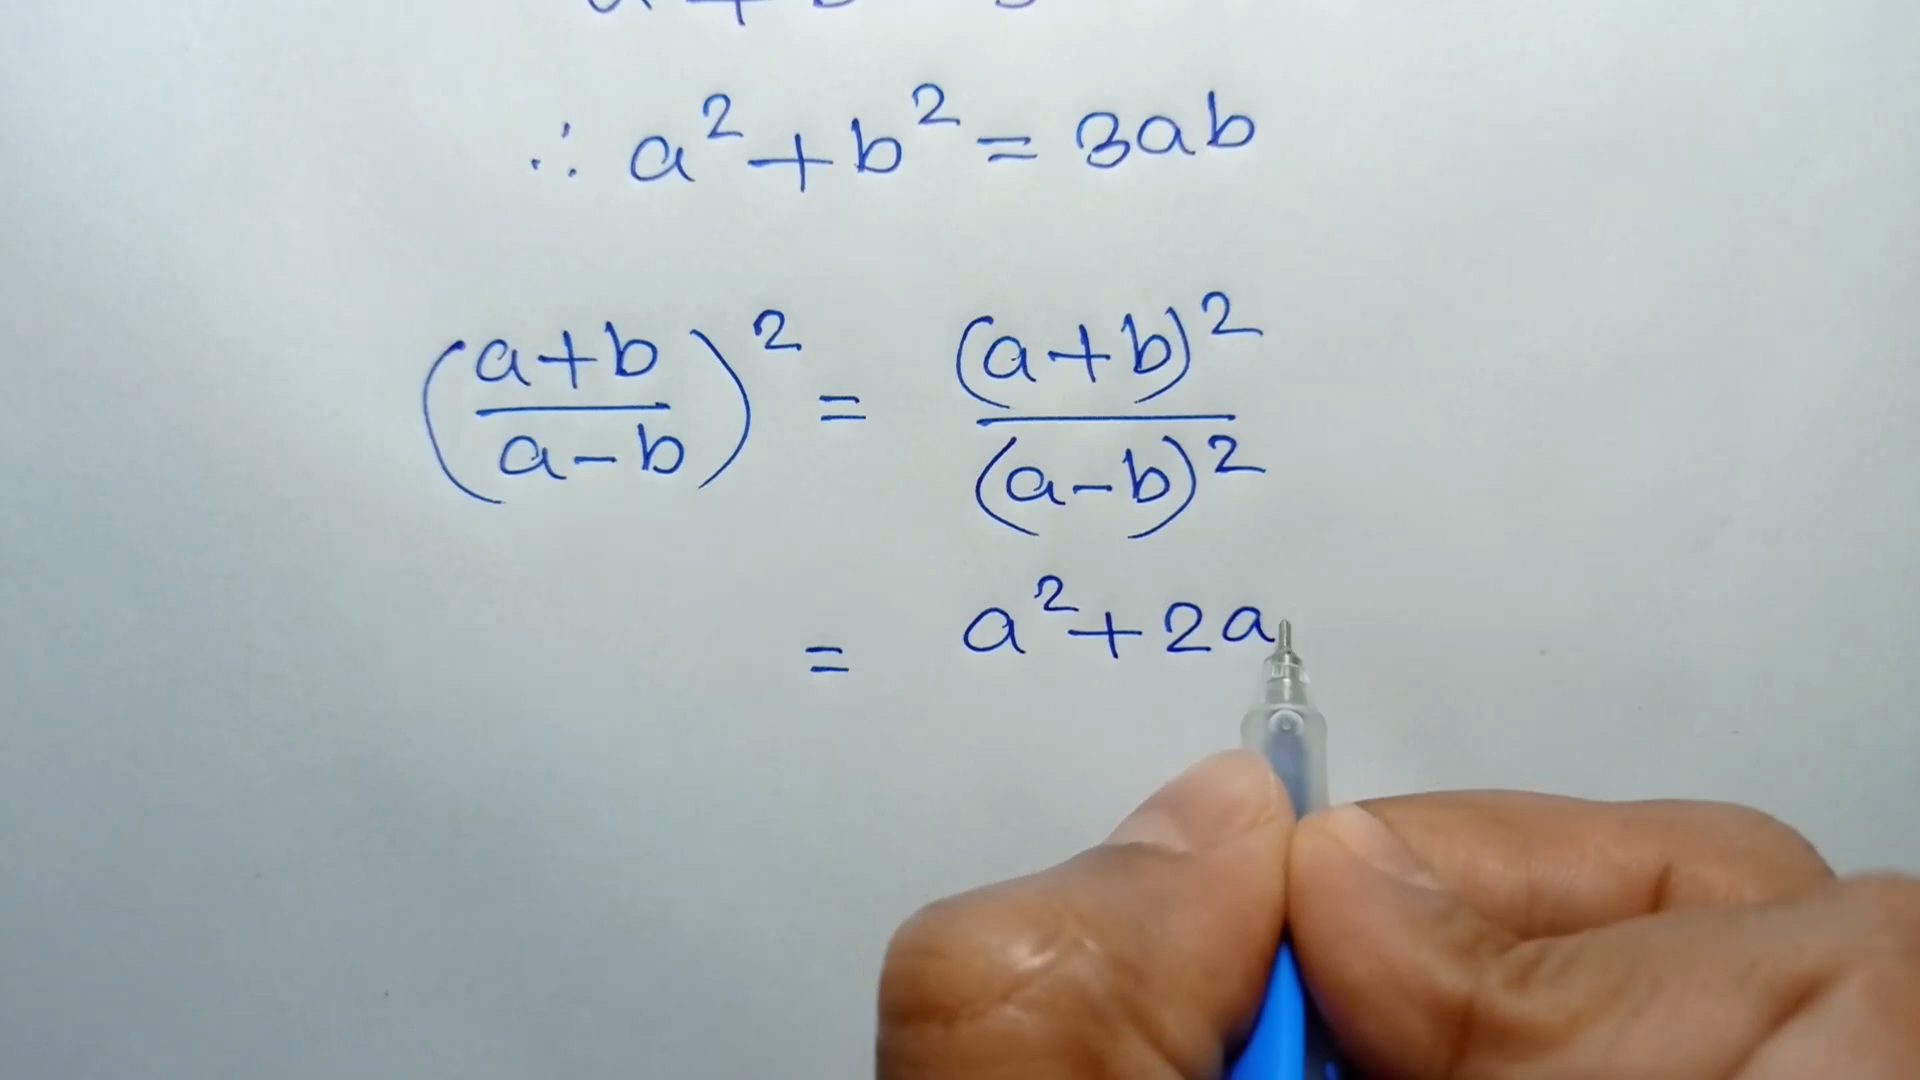 ∴ a² + b² = 3ab
((a+b)/(a-b))² = (a+b)²/(a-b)²
= a² + 2a